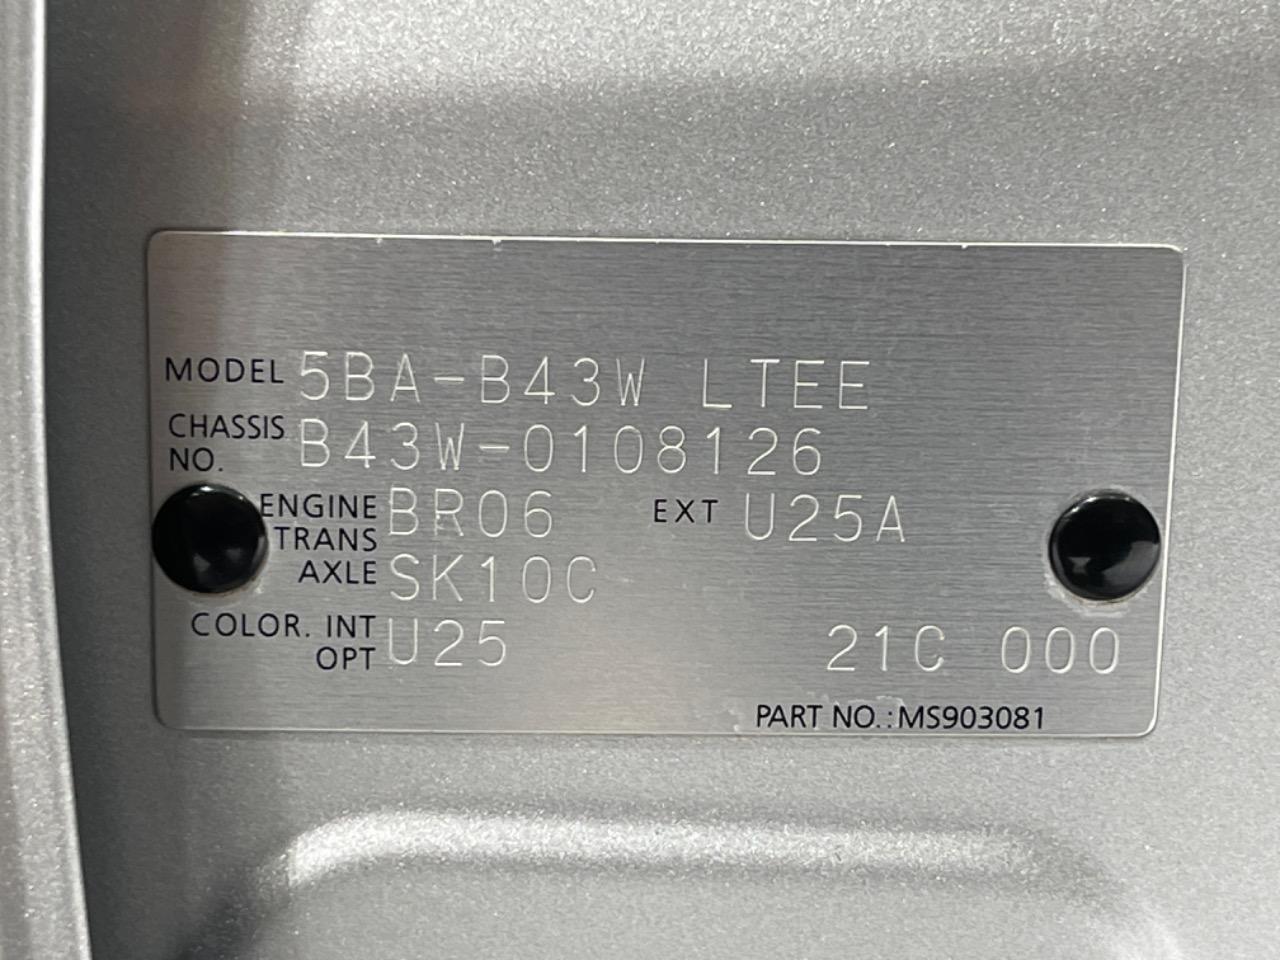 MODEL 5BA-B43W LTEE
CHASSIS NO. B43W-0108126
ENGINE BR06 EXT U25A
TRANS AXLE SK10C
COLOR. INT OPT U25 21C 000
PART NO.:MS903081